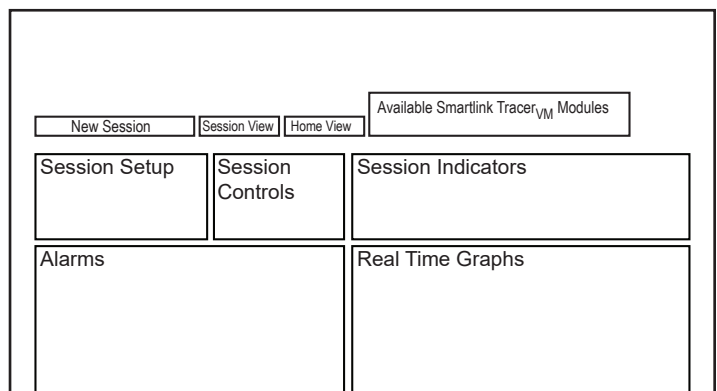 Available Smartlink TracerVM Modules
New Session
Session View
Home View
Session Setup
Session
Controls
Session Indicators
Alarms
Real Time Graphs